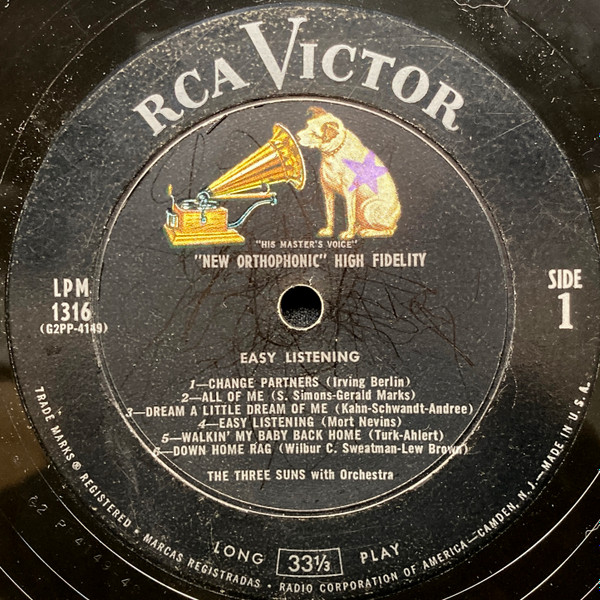 RCA VICTOR
"HIS MASTER'S VOICE"
"NEW ORTHOPHONIC" HIGH FIDELITY
LPM
1316
(G2PP-4149)
SIDE
1
EASY LISTENING
1—CHANGE PARTNERS (Irving Berlin)
2—ALL OF ME (S. Simons-Gerald Marks)
3—DREAM A LITTLE DREAM OF ME (Kahn-Schwandt-Andree)
4—EASY LISTENING (Mort Nevins)
5—WALKIN' MY BABY BACK HOME (Turk-Ahlert)
6—DOWN HOME RAG (Wilbur C. Sweatman-Lew Brown)
THE THREE SUNS with Orchestra
LONG 33⅓ PLAY
TRADE MARKS ® REGISTERED • MARCAS REGISTRADAS • RADIO CORPORATION OF AMERICA—CAMDEN, N.J.—MADE IN U.S.A.